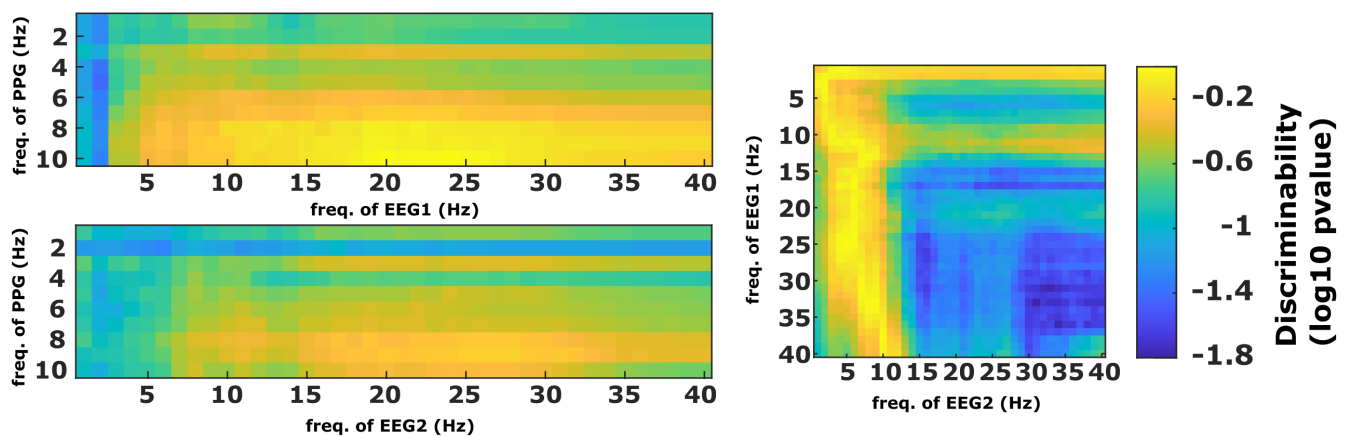 freq. of PPG (Hz)
2
4
6
8
10
5 10 15 20 25 30 35 40
freq. of EEG1 (Hz)
freq. of PPG (Hz)
2
4
6
8
10
5 10 15 20 25 30 35 40
freq. of EEG2 (Hz)
freq. of EEG1 (Hz)
5
10
15
20
25
30
35
40
5 10 15 20 25 30 35 40
freq. of EEG2 (Hz)
-0.2
-0.6
-1
-1.4
-1.8
Discriminability
(log10 pvalue)